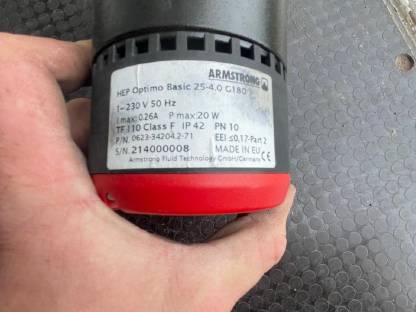 ARMSTRONG
HEP Optimo Basic 25-4.0 G180
1~230 V 50 Hz
I max: 0.26A P max: 20 W
TF 110 Class F IP 42 PN 10
P/N. 0623-34204.2-71 EEI ≤0,17-Part 2
S/N. 214000008 MADE IN EU CE
Armstrong Fluid Technology GmbH/Germany